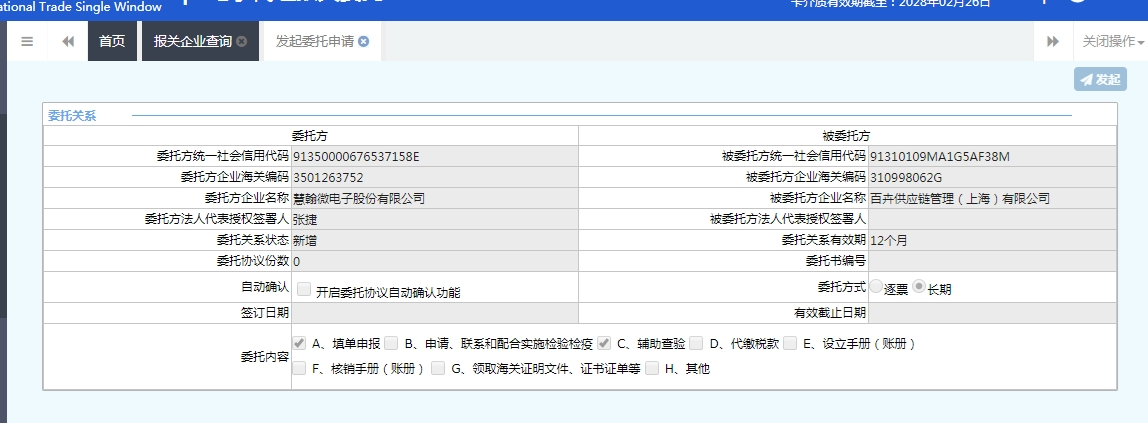 ational Trade Single Window
卡介质有效期截至：2028年02月26日
首页 报关企业查询 发起委托申请 关闭操作
发起
委托关系
委托方 被委托方
委托方统一社会信用代码 91350000676537158E 被委托方统一社会信用代码 91310109MA1G5AF38M
委托方企业海关编码 3501263752 被委托方企业海关编码 310998062G
委托方企业名称 慧翰微电子股份有限公司 被委托方企业名称 百卉供应链管理（上海）有限公司
委托方法人代表授权签署人 张捷 被委托方法人代表授权签署人
委托关系状态 新增 委托关系有效期 12个月
委托协议份数 0 委托书编号
自动确认 开启委托协议自动确认功能 委托方式 逐票 长期
签订日期 有效截止日期
委托内容 A、填单申报 B、申请、联系和配合实施检验检疫 C、辅助查验 D、代缴税款 E、设立手册（账册）
F、核销手册（账册） G、领取海关证明文件、证书证单等 H、其他